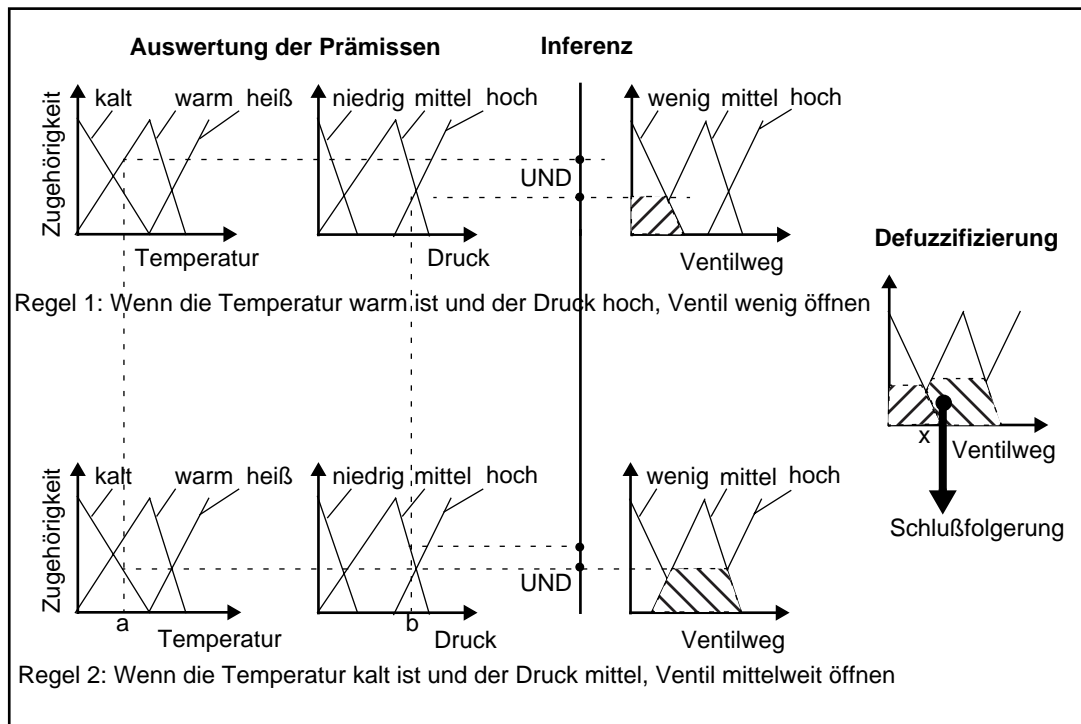 Auswertung der Prämissen
Inferenz
kalt warm heiß
niedrig mittel hoch
wenig mittel hoch
Zugehörigkeit
UND
Temperatur
Druck
Ventilweg
Regel 1: Wenn die Temperatur warm ist und der Druck hoch, Ventil wenig öffnen
Defuzzifizierung
x
Ventilweg
Schlußfolgerung
kalt warm heiß
niedrig mittel hoch
wenig mittel hoch
Zugehörigkeit
UND
a
b
Temperatur
Druck
Ventilweg
Regel 2: Wenn die Temperatur kalt ist und der Druck mittel, Ventil mittelweit öffnen